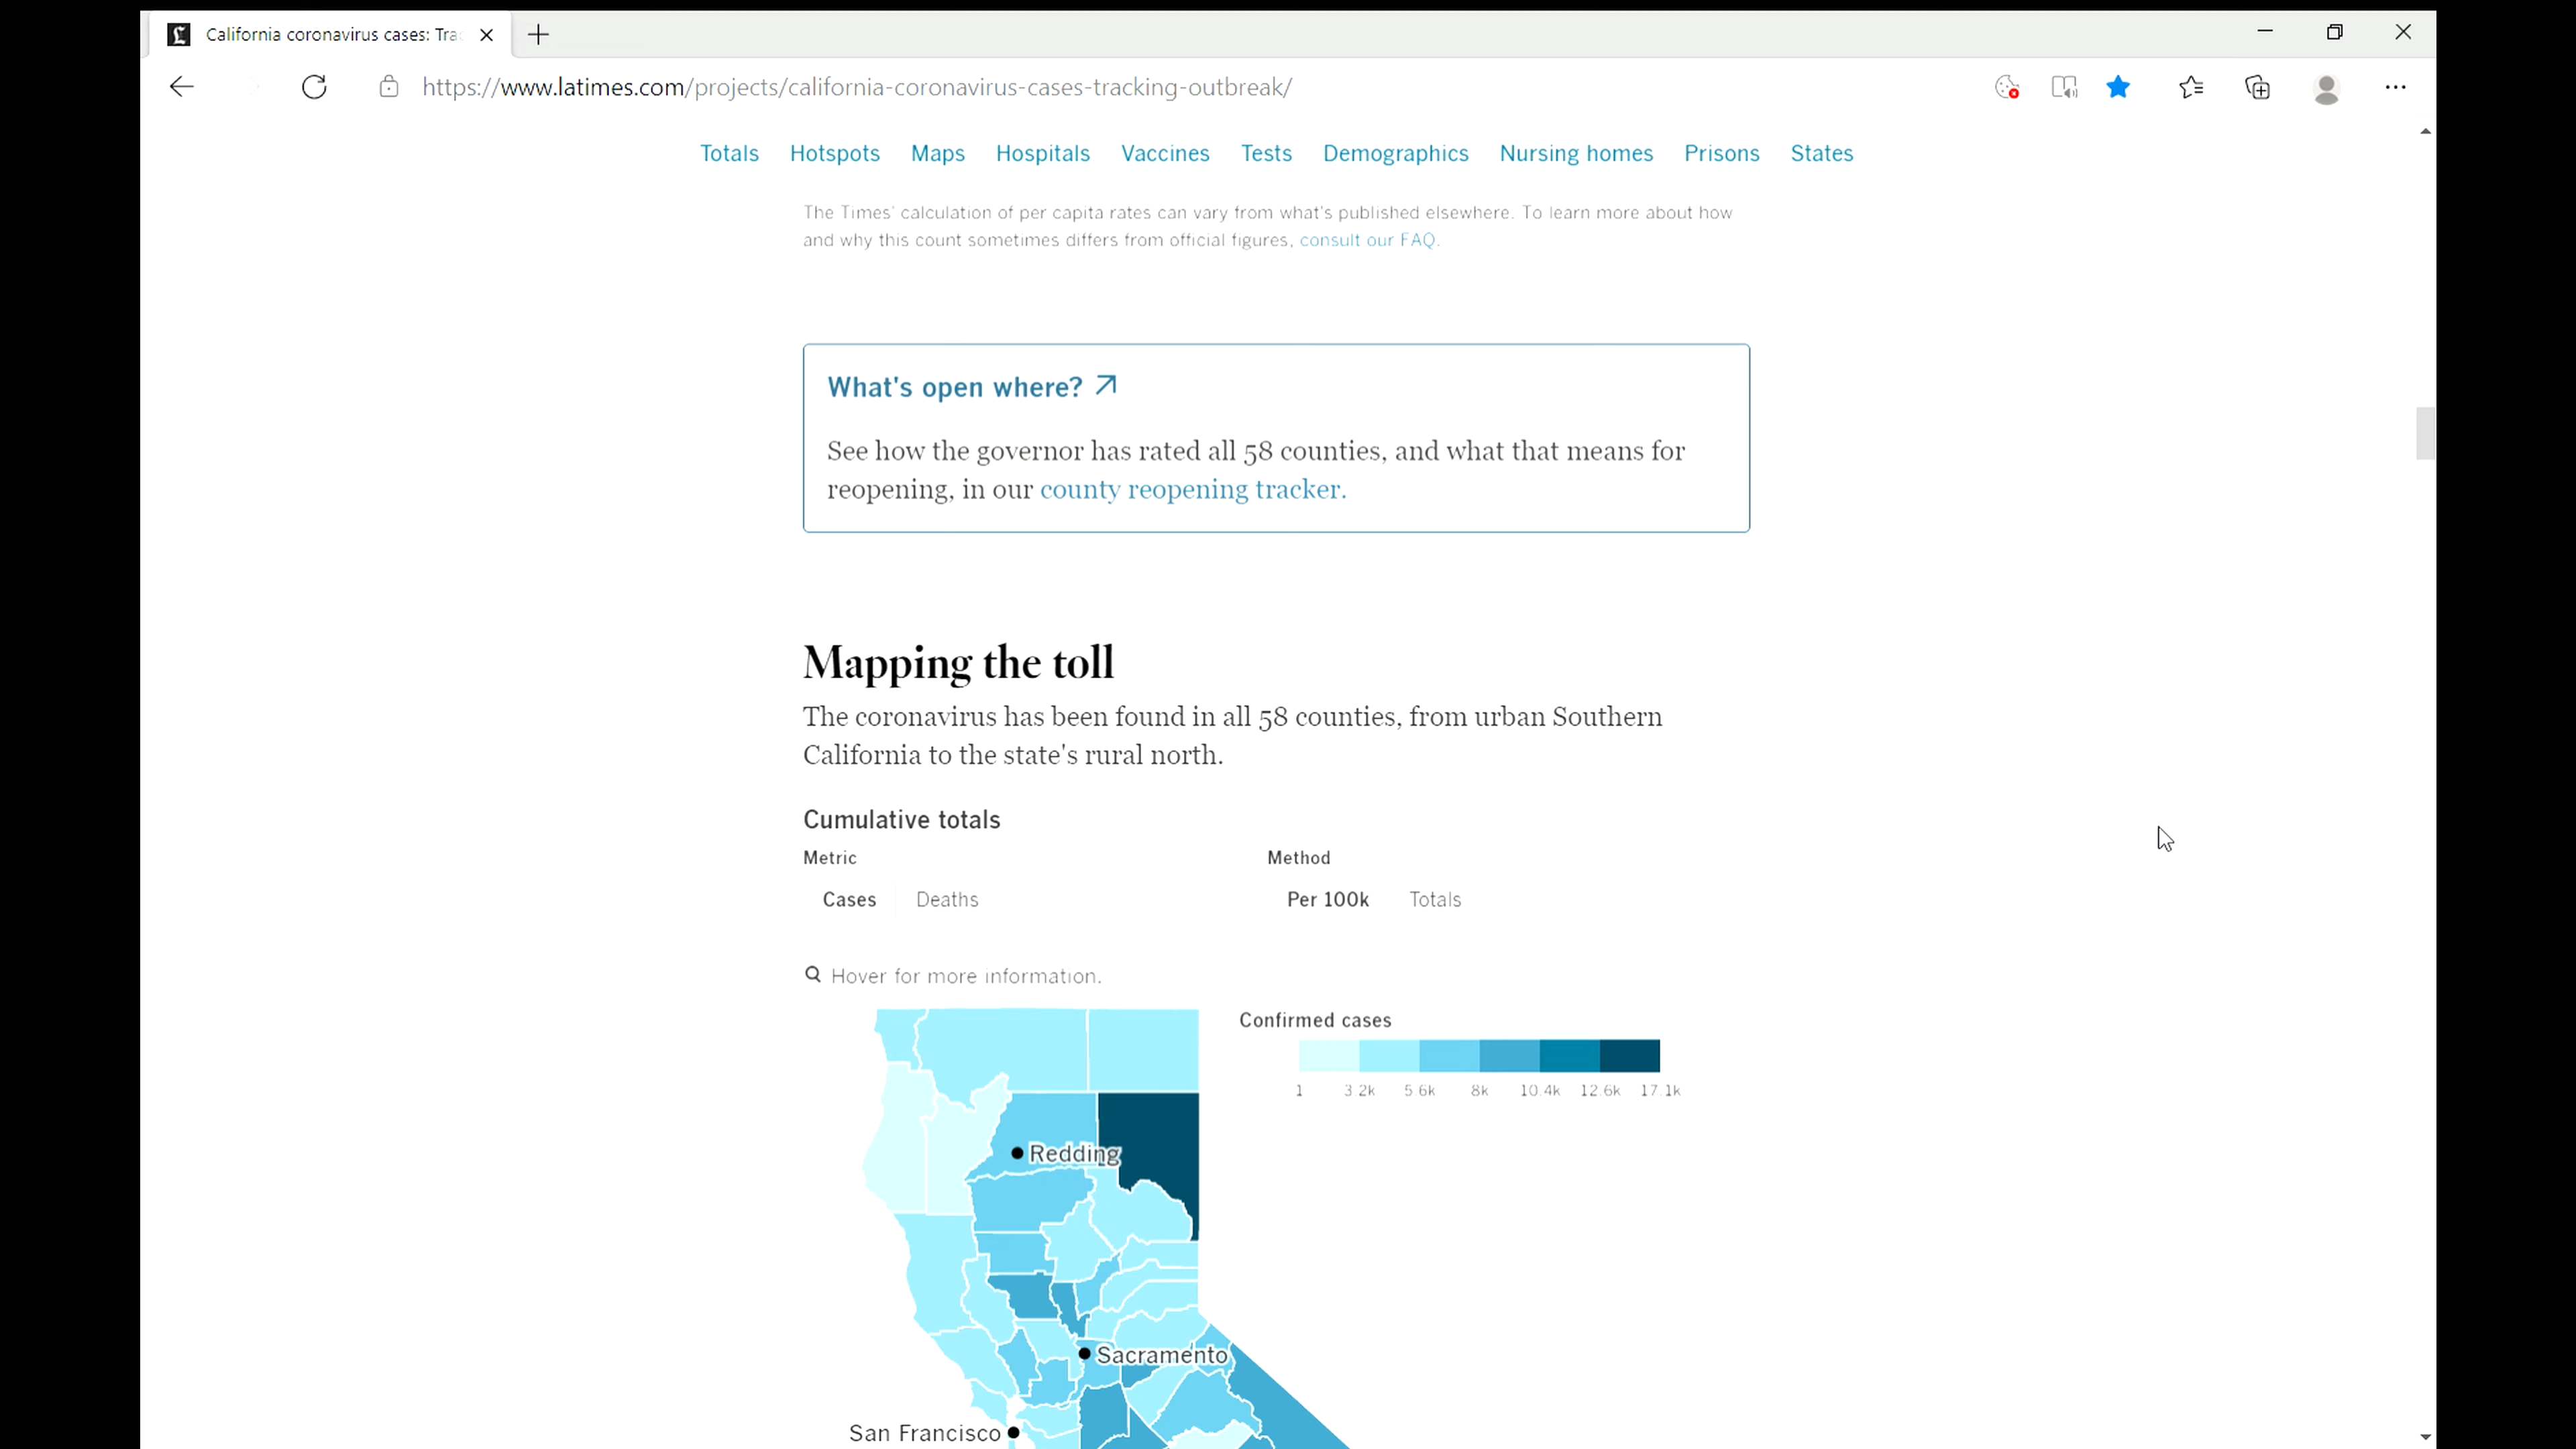 California coronavirus cases: Tra
https://www.latimes.com/projects/california-coronavirus-cases-tracking-outbreak/
Totals Hotspots Maps Hospitals Vaccines Tests Demographics Nursing homes Prisons States
The Times' calculation of per capita rates can vary from what's published elsewhere. To learn more about how
and why this count sometimes differs from official figures, consult our FAQ.
What's open where?
See how the governor has rated all 58 counties, and what that means for
reopening, in our county reopening tracker.
Mapping the toll
The coronavirus has been found in all 58 counties, from urban Southern
California to the state's rural north.
Cumulative totals
Metric Method
Cases Deaths Per 100k Totals
Hover for more information.
Confirmed cases
1 3.2k 5.6k 8k 10.4k 12.6k 17.1k
Redding
Sacramento
San Francisco